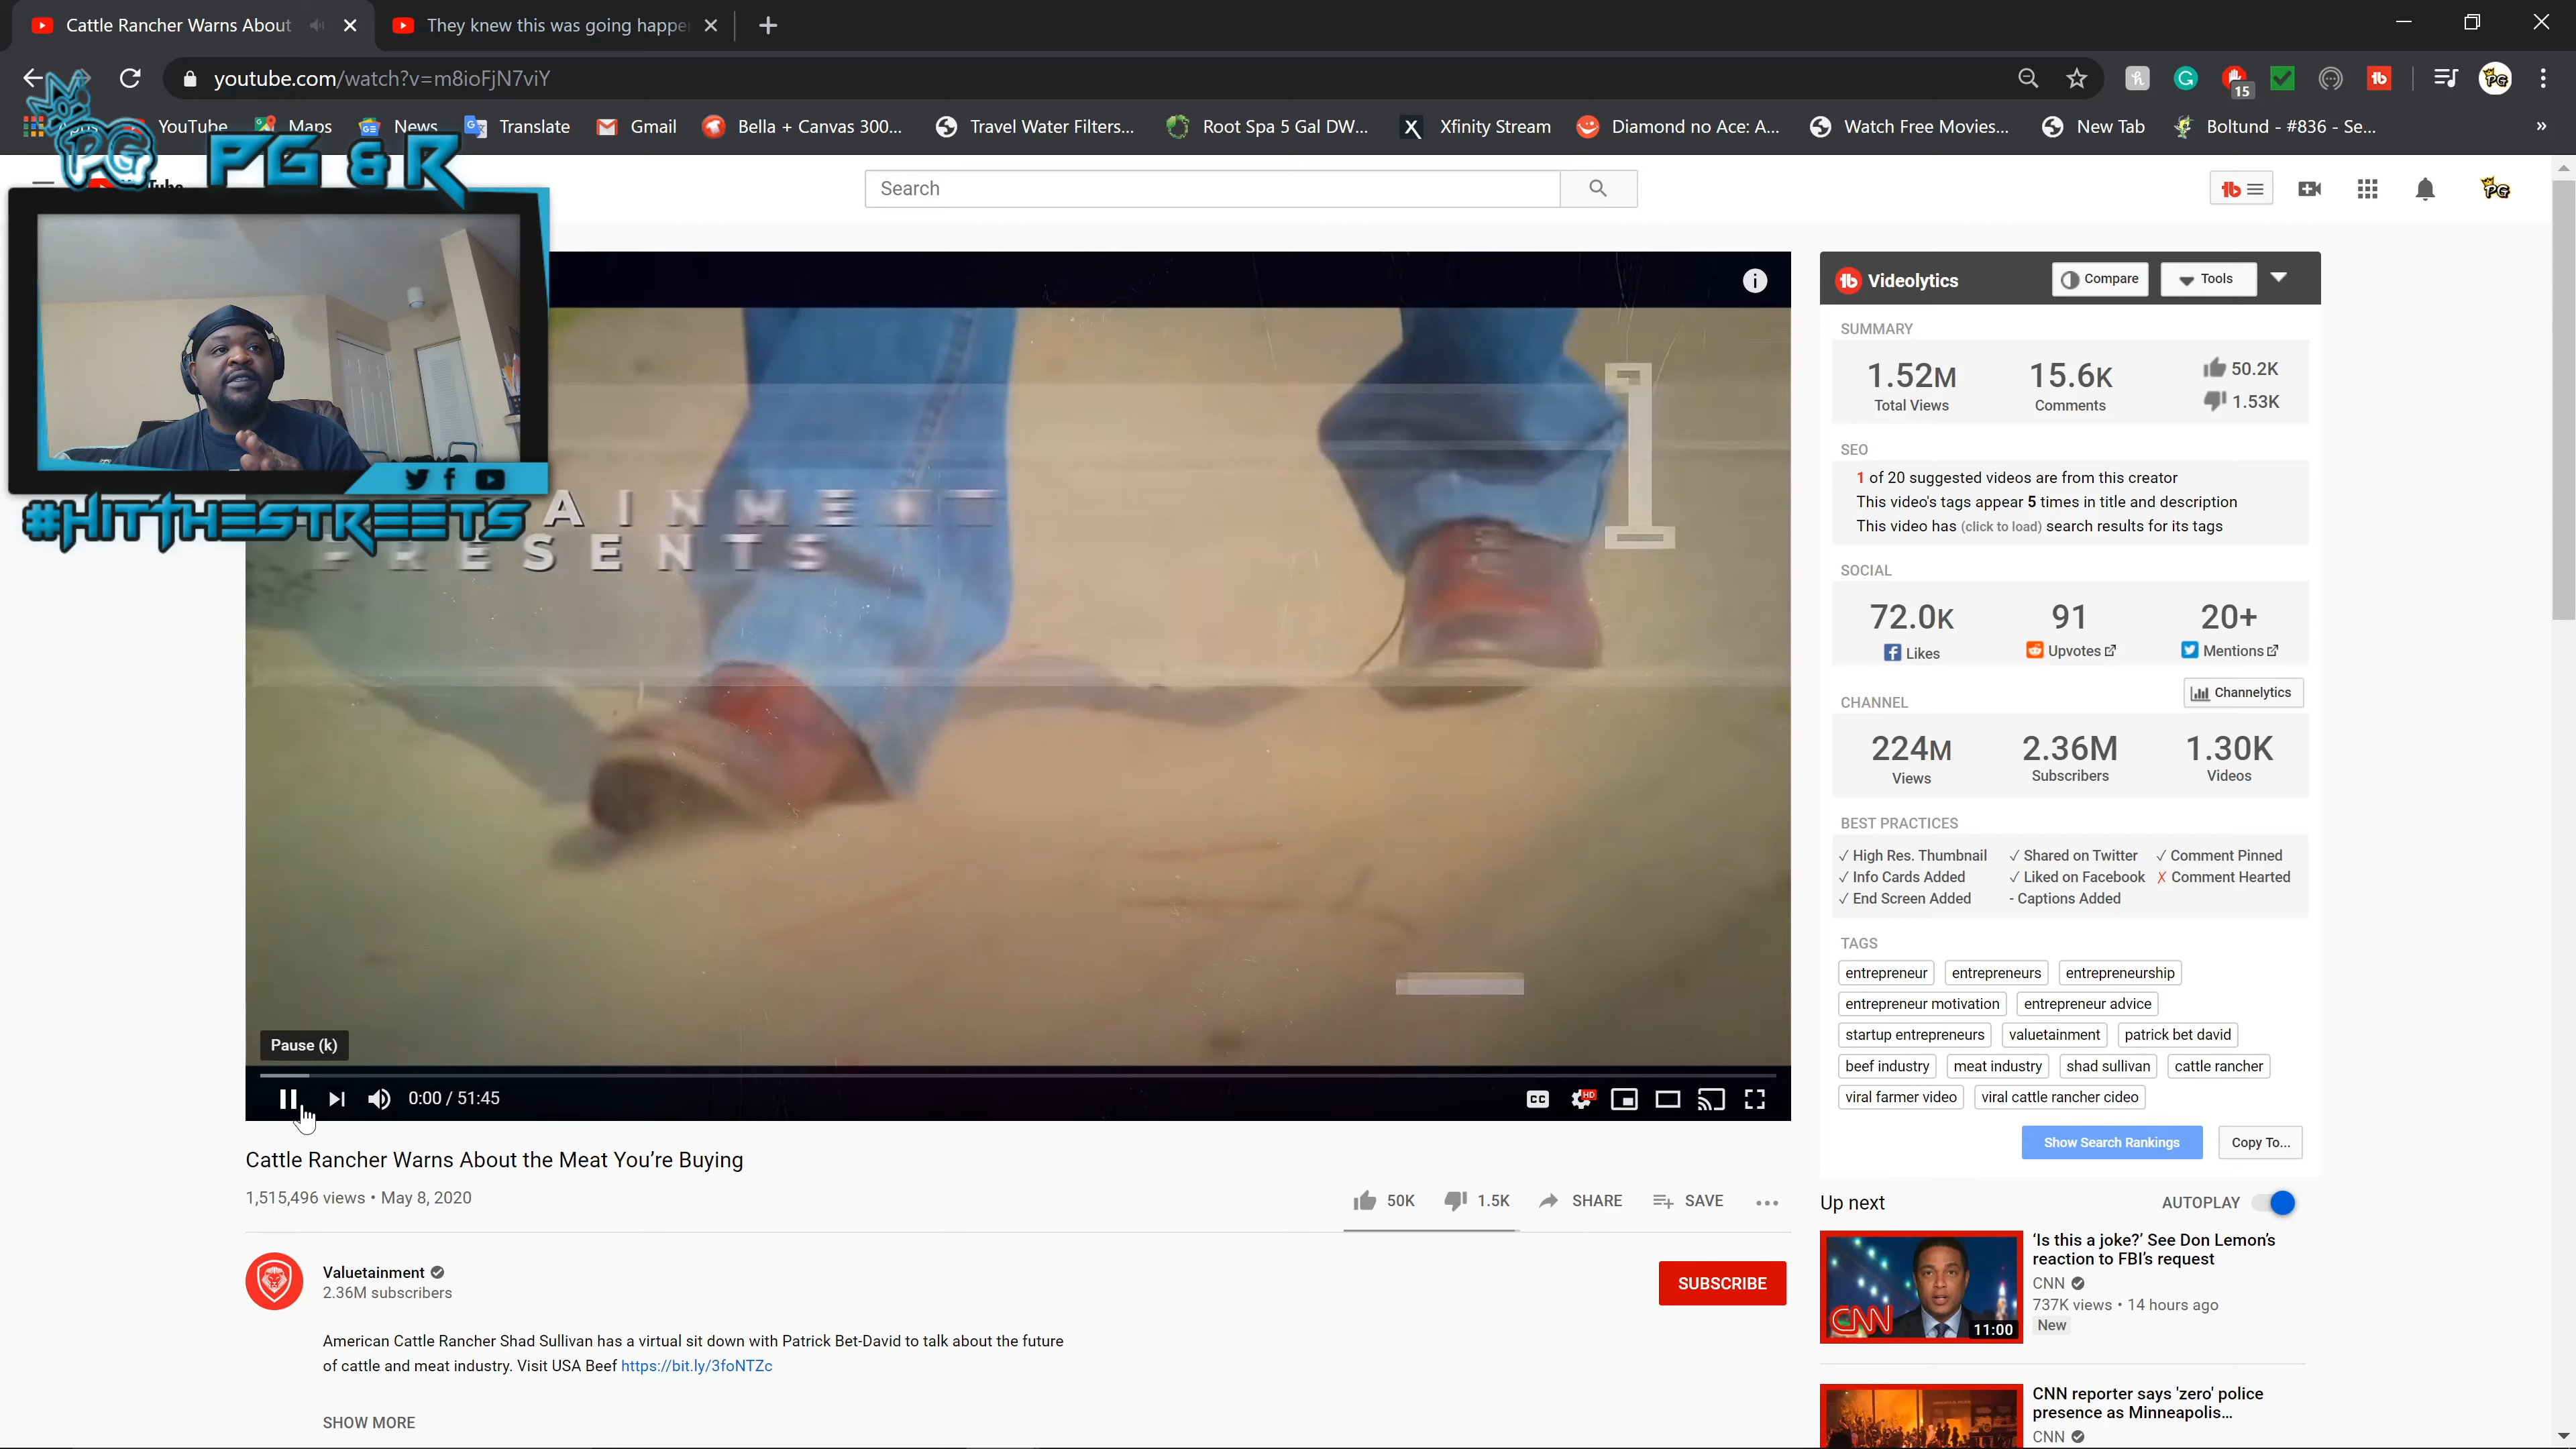 Cattle Rancher Warns About
They knew this was going happe
youtube.com/watch?v=m8ioFjN7viY
15
YouTube
Maps
News
Translate
Gmail
Bella + Canvas 300...
Travel Water Filters...
Root Spa 5 Gal DW...
Xfinity Stream
Diamond no Ace: A...
Watch Free Movies...
New Tab
Boltund - #836 - Se...
»
PG
PG & R
Search
#HITTHESTREETS
AINMENT
PRESENTS
1
Pause (k)
0:00 / 51:45
CC
HD
Cattle Rancher Warns About the Meat You're Buying
1,515,496 views • May 8, 2020
50K
1.5K
SHARE
SAVE
Valuetainment
2.36M subscribers
SUBSCRIBE
American Cattle Rancher Shad Sullivan has a virtual sit down with Patrick Bet-David to talk about the future
of cattle and meat industry. Visit USA Beef https://bit.ly/3foNTZc
SHOW MORE
Videolytics
Compare
Tools
SUMMARY
1.52M
Total Views
15.6K
Comments
50.2K
1.53K
SEO
1 of 20 suggested videos are from this creator
This video's tags appear 5 times in title and description
This video has (click to load) search results for its tags
SOCIAL
72.0K
Likes
91
Upvotes
20+
Mentions
CHANNEL
Channelytics
224M
Views
2.36M
Subscribers
1.30K
Videos
BEST PRACTICES
✓ High Res. Thumbnail ✓ Shared on Twitter ✓ Comment Pinned
✓ Info Cards Added ✓ Liked on Facebook ✗ Comment Hearted
✓ End Screen Added - Captions Added
TAGS
entrepreneur entrepreneurs entrepreneurship
entrepreneur motivation entrepreneur advice
startup entrepreneurs valuetainment patrick bet david
beef industry meat industry shad sullivan cattle rancher
viral farmer video viral cattle rancher cideo
Show Search Rankings
Copy To...
Up next
AUTOPLAY
CNN
11:00
'Is this a joke?' See Don Lemon's
reaction to FBI's request
CNN
737K views • 14 hours ago
New
CNN reporter says 'zero' police
presence as Minneapolis...
CNN